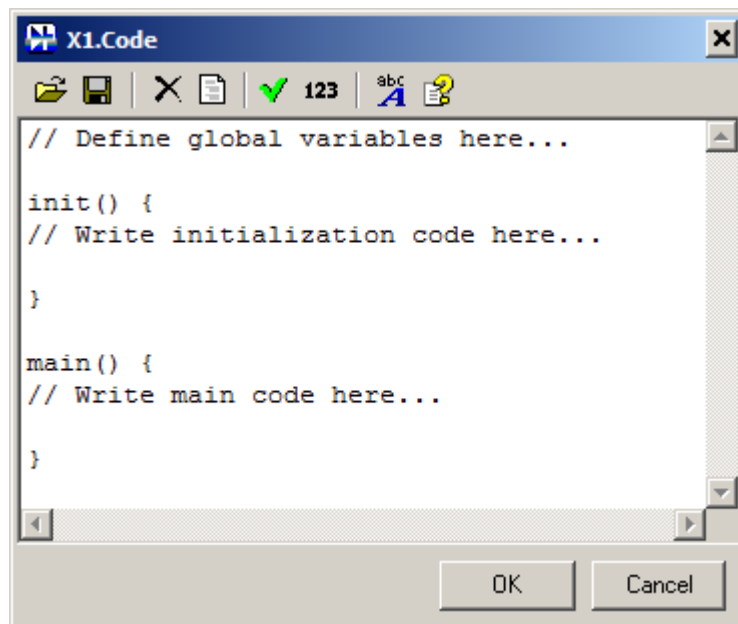 X1.Code
123
abc
A
// Define global variables here...
init() {
// Write initialization code here...
}
main() {
// Write main code here...
}
OK Cancel